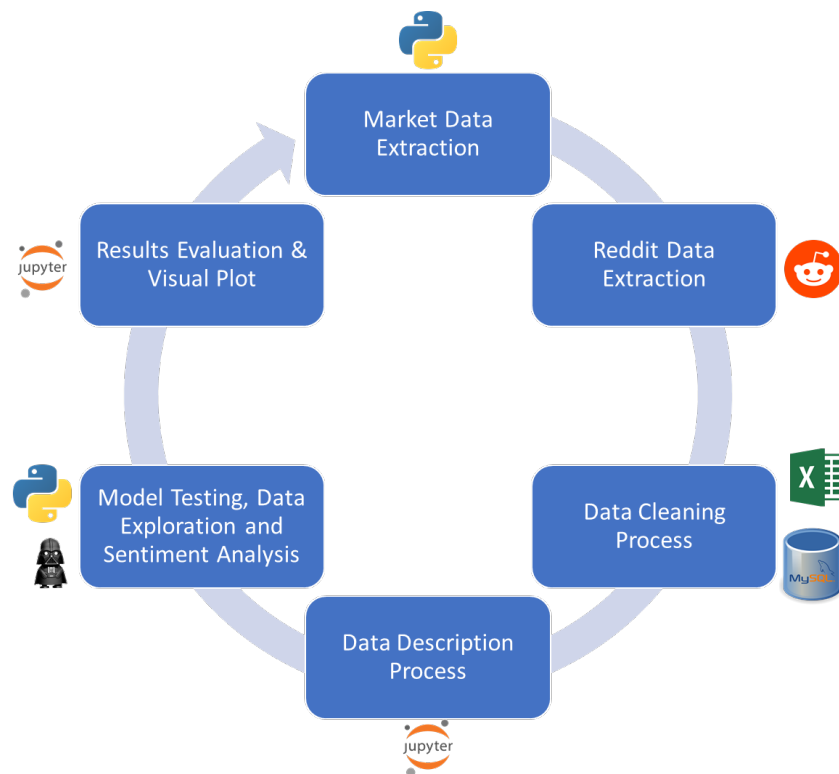 Market Data
Extraction
Reddit Data
Extraction
X
Data Cleaning
Process
MySQL
Data Description
Process
jupyter
Model Testing, Data
Exploration and
Sentiment Analysis
jupyter
Results Evaluation &
Visual Plot